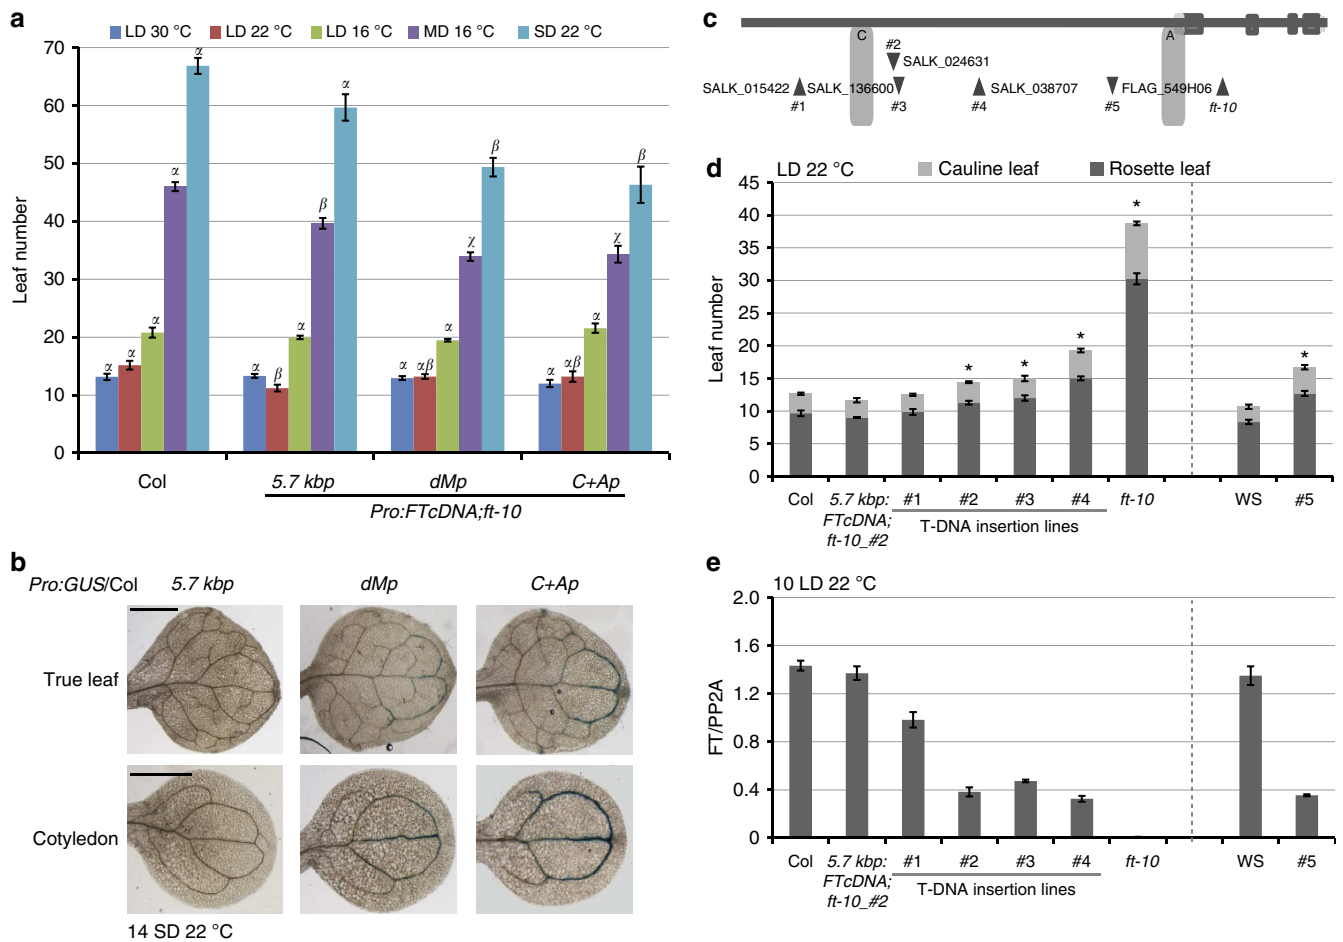 a
LD 30 °C LD 22 °C LD 16 °C MD 16 °C SD 22 °C
Leaf number
70
60
50
40
30
20
10
0
α α α α α
α β α β α
α αβ α χ β
α αβ α χ β
Col 5.7 kbp dMp C+Ap
Pro:FTcDNA;ft-10
b
Pro:GUS/Col 5.7 kbp dMp C+Ap
True leaf
Cotyledon
14 SD 22 °C
c
C A
#2
SALK_024631
SALK_015422 SALK_136600 SALK_038707 FLAG_549H06
#1 #3 #4 #5 ft-10
d
LD 22 °C Cauline leaf Rosette leaf
Leaf number
45
40
35
30
25
20
15
10
5
0
* * * * *
Col 5.7 kbp: #1 #2 #3 #4 ft-10 WS #5
FTcDNA;
ft-10_#2
T-DNA insertion lines
e
10 LD 22 °C
FT/PP2A
2.0
1.6
1.2
0.8
0.4
0
Col 5.7 kbp: #1 #2 #3 #4 ft-10 WS #5
FTcDNA;
ft-10_#2
T-DNA insertion lines